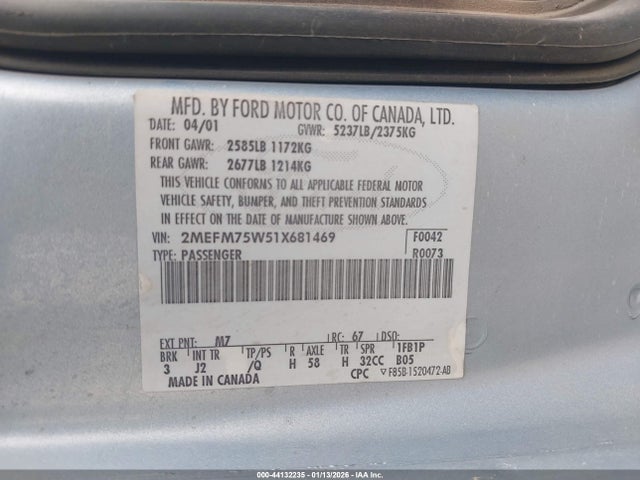 MFD. BY FORD MOTOR CO. OF CANADA, LTD.
DATE: 04/01 GVWR: 5237LB/2375KG
FRONT GAWR: 2585LB 1172KG
REAR GAWR: 2677LB 1214KG
THIS VEHICLE CONFORMS TO ALL APPLICABLE FEDERAL MOTOR
VEHICLE SAFETY, BUMPER, AND THEFT PREVENTION STANDARDS
IN EFFECT ON THE DATE OF MANUFACTURE SHOWN ABOVE.
VIN: 2MEFM75W51X681469 F0042
TYPE: PASSENGER R0073
EXT PNT: M7 RC: 67 DSO:
BRK INT TR TP/PS R AXLE TR SPR 1FB1P
3 J2 /Q H 58 H 32CC B05
MADE IN CANADA CPC ▽F85B-1520472-AB
000-44132235 - 01/13/2026 - IAAI.COM